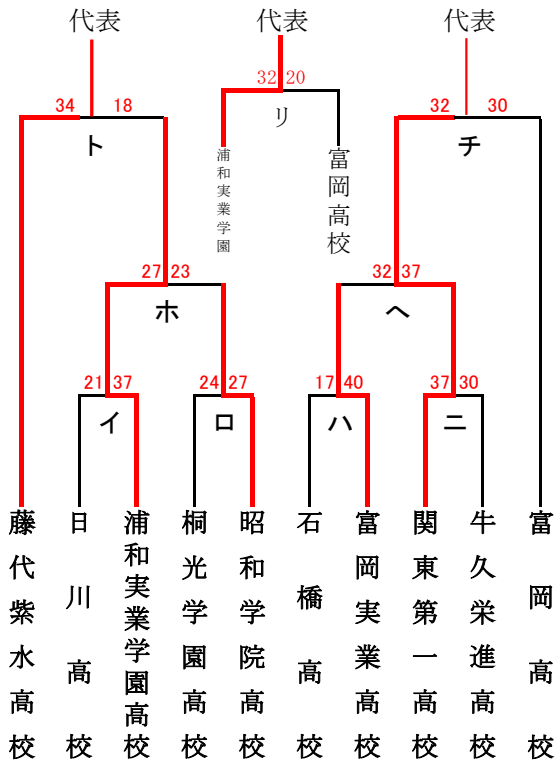 代表
代表
代表
32 20
リ
34 18
ト
32 30
チ
浦和実業学園
富岡高校
27 23
ホ
32 37
ヘ
21 37
イ
24 27
ロ
17 40
ハ
37 30
ニ
藤代紫水高校
日川高校
浦和実業学園高校
桐光学園高校
昭和学院高校
石橋高校
富岡実業高校
関東第一高校
牛久栄進高校
富岡高校